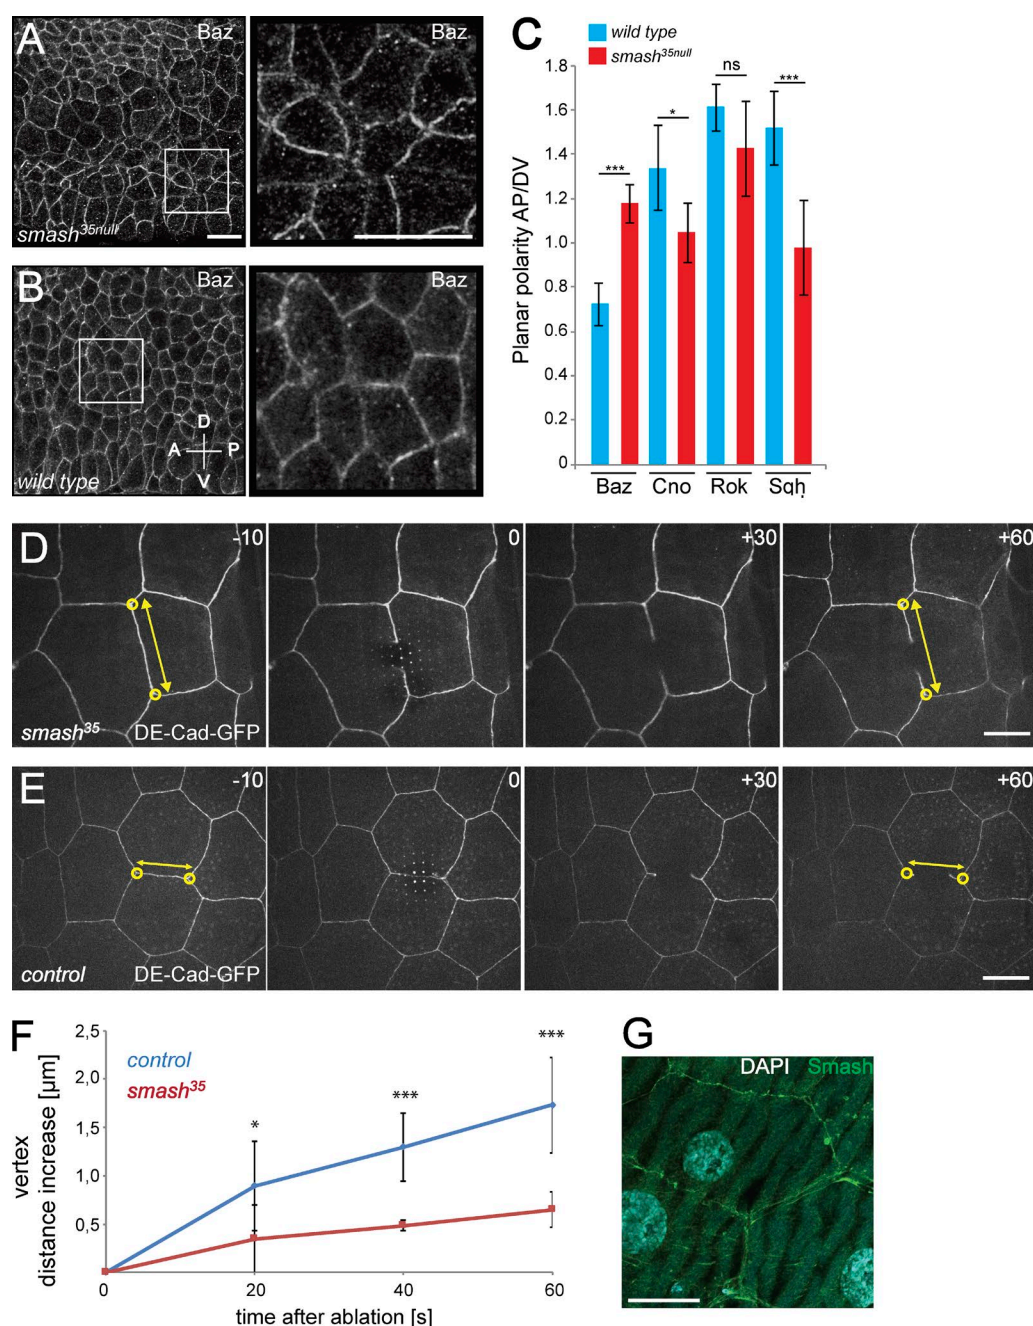 A
Baz
Baz
smash35null
B
Baz
Baz
D
A
P
V
wild type
C
wild type
smash35null
Planar polarity AP/DV
1.8
1.6
1.4
1.2
1.0
0.8
0.6
0.4
0.2
0
***
*
ns
***
Baz
Cno
Rok
Sqh
D
-10
0
+30
+60
smash35
DE-Cad-GFP
E
-10
0
+30
+60
control
DE-Cad-GFP
F
control
smash35
vertex
distance increase [µm]
2,5
2,0
1,5
1,0
0,5
*
***
***
0
20
40
60
time after ablation [s]
G
DAPI
Smash